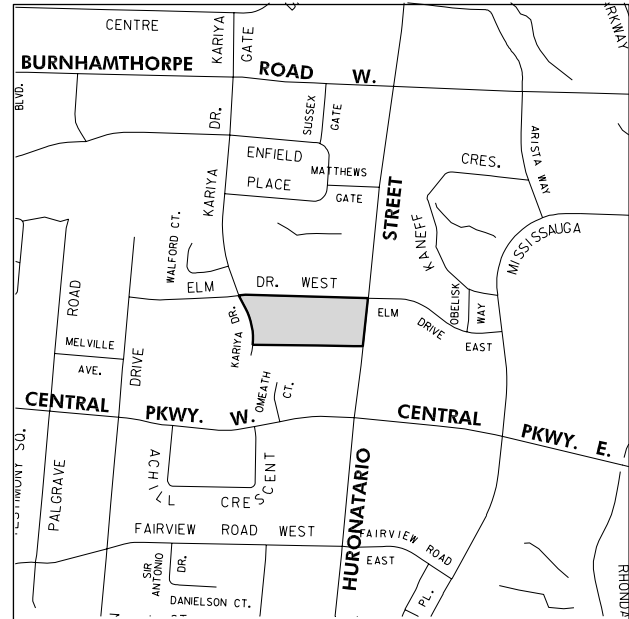 CENTRE
KARIYA
GATE
BURNHAMTHORPE ROAD W.
BLVD.
KARIYA DR.
SUSSEX GATE
ENFIELD PLACE
MATTHEWS GATE
CRES.
KANEFF
ARISTA WAY
MISSISSAUGA
STREET
WALFORD CT.
ELM DR. WEST
ELM DRIVE EAST
OBELISK WAY
KARIYA DR.
ROAD
MELVILLE AVE.
DRIVE
OMEATH CT.
CENTRAL PKWY. W.
CENTRAL PKWY. E.
ACHILL CRESCENT
PALGRAVE
HURONATARIO
FAIRVIEW ROAD WEST
FAIRVIEW ROAD EAST
SIR ANTONIO DR.
DANIELSON CT.
PL.